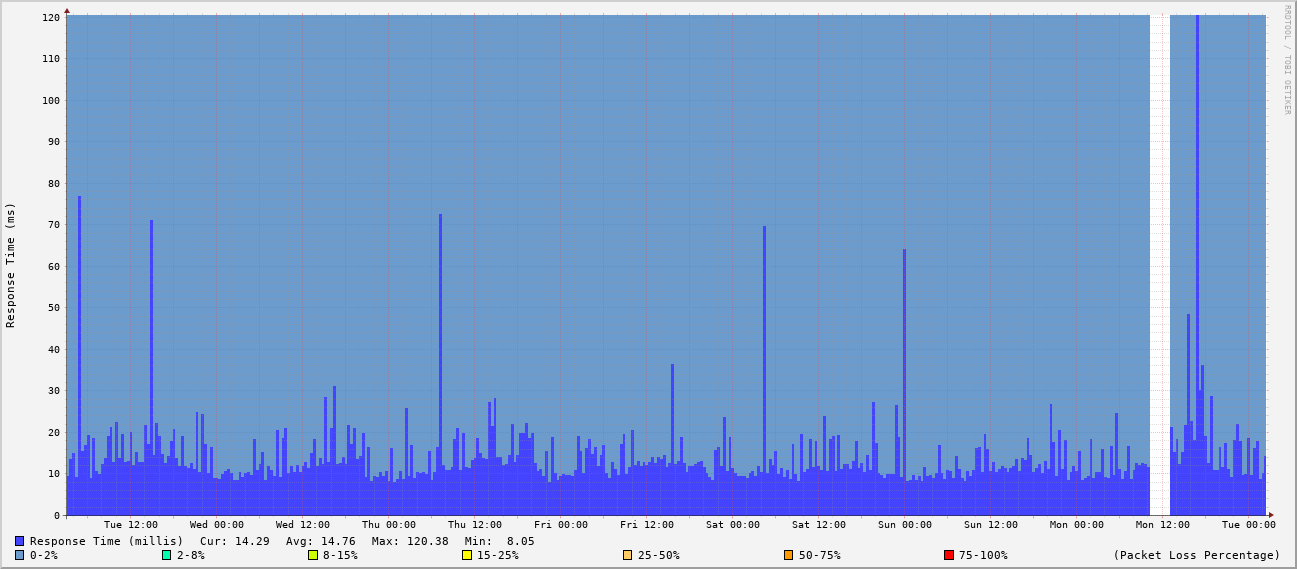 120
110
100
90
80
70
60
50
40
30
20
10
0
Response Time (ms)
RRDTOOL / TOBI OETIKER
Tue 12:00 Wed 00:00 Wed 12:00 Thu 00:00 Thu 12:00 Fri 00:00 Fri 12:00 Sat 00:00 Sat 12:00 Sun 00:00 Sun 12:00 Mon 00:00 Mon 12:00 Tue 00:00
Response Time (millis) Cur: 14.29 Avg: 14.76 Max: 120.38 Min: 8.05
0-2% 2-8% 8-15% 15-25% 25-50% 50-75% 75-100% (Packet Loss Percentage)